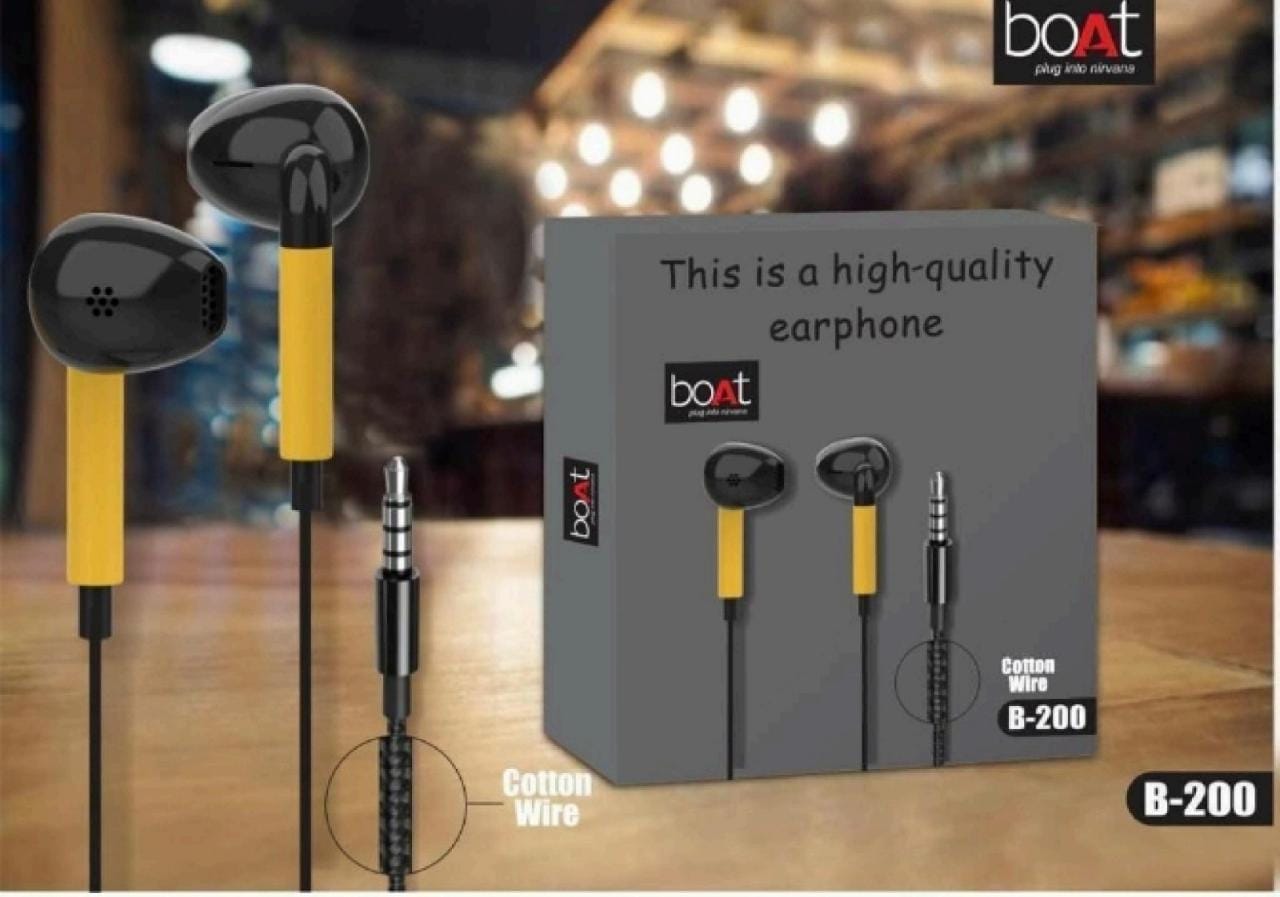 boAt
plug into nirvana
This is a high-quality
earphone
boAt
plug into nirvana
boAt
Cotton
Wire
B-200
Cotton
Wire
B-200